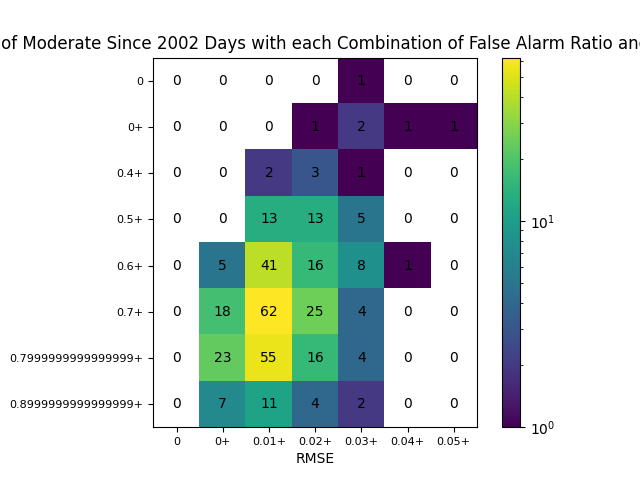 of Moderate Since 2002 Days with each Combination of False Alarm Ratio and
0 0 0 0 0 1 0 0
0+ 0 0 0 1 2 1 1
0.4+ 0 0 2 3 1 0 0
0.5+ 0 0 13 13 5 0 0
0.6+ 0 5 41 16 8 1 0
0.7+ 0 18 62 25 4 0 0
0.7999999999999999+ 0 23 55 16 4 0 0
0.8999999999999999+ 0 7 11 4 2 0 0
0 0+ 0.01+ 0.02+ 0.03+ 0.04+ 0.05+
RMSE
10¹
10⁰